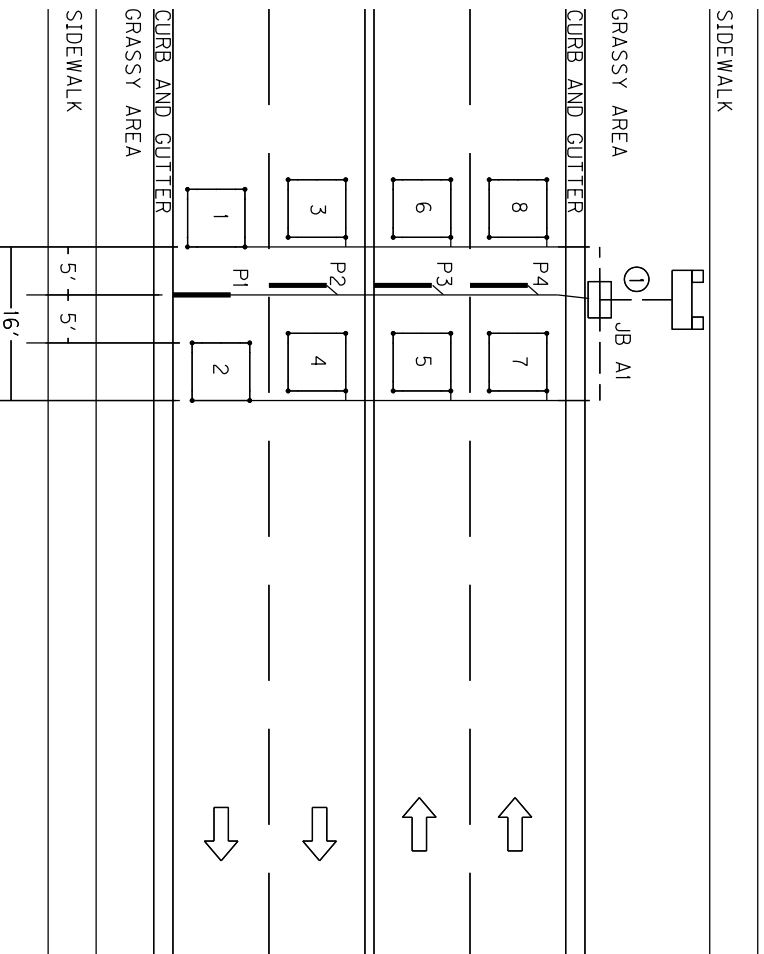 SIDEWALK
GRASSY AREA
CURB AND GUTTER
1
JB A1
8
7
P4
6
5
P3
3
4
P2
1
2
P1
CURB AND GUTTER
GRASSY AREA
SIDEWALK
5'
5'
16'